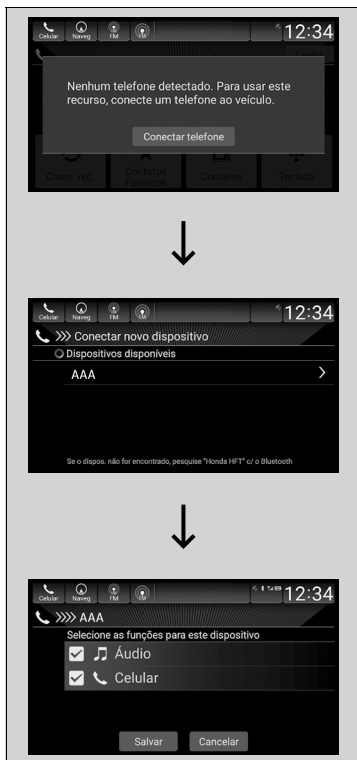 Celular Naveg FM 12:34
Config.
Nenhum telefone detectado. Para usar este
recurso, conecte um telefone ao veículo.
Conectar telefone
Cham. rec. Contatos Favoritos Contatos Teclado
Celular Naveg FM 12:34
Conectar novo dispositivo
Dispositivos disponíveis
AAA
Se o dispos. não for encontrado, pesquise "Honda HFT" c/ o Bluetooth
Celular Naveg FM 12:34
AAA
Selecione as funções para este dispositivo
Áudio
Celular
Salvar Cancelar